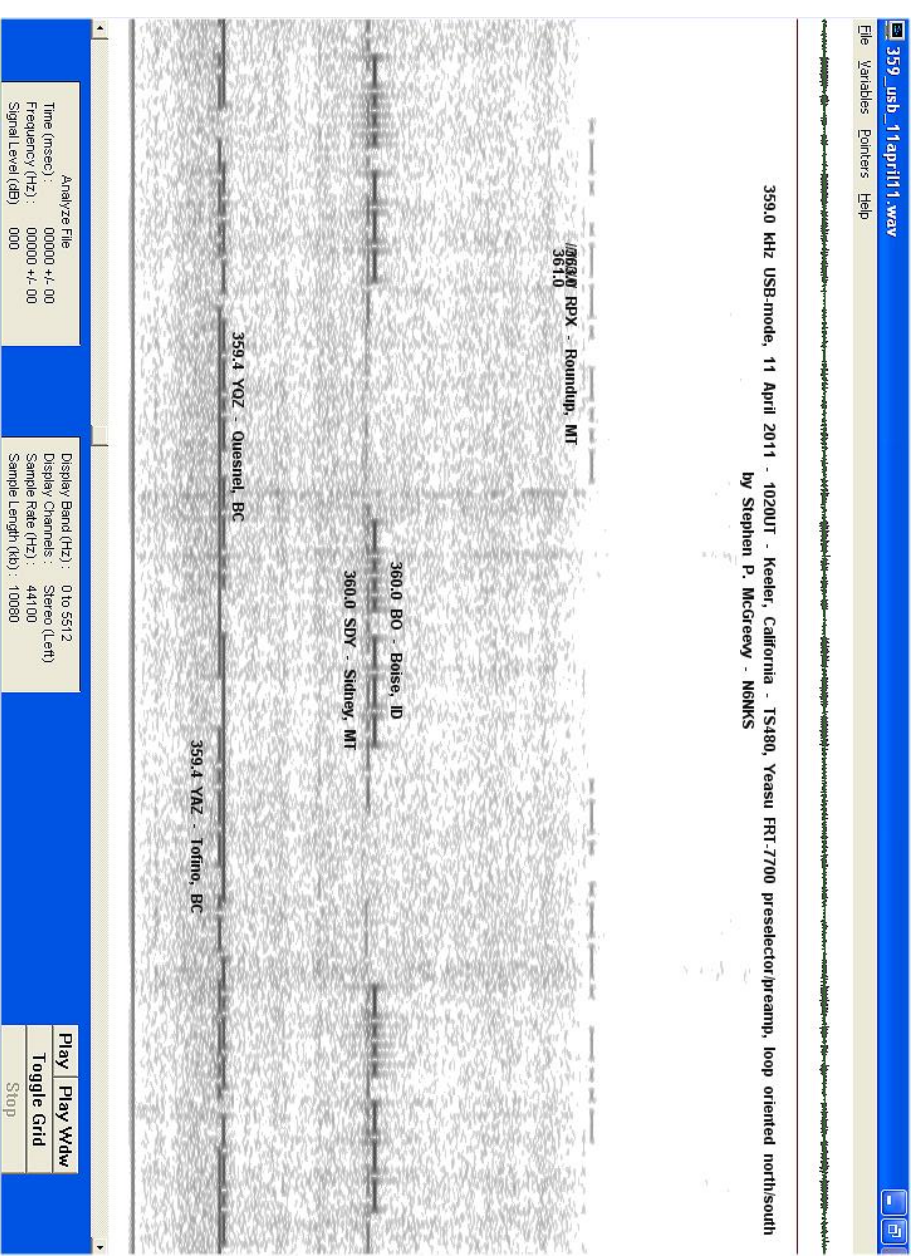 359_usb_11april11.wav
File Variables Pointers Help
359.0 kHz USB-mode, 11 April 2011 - 1020UT - Keeler, California - TS480, Yeasu FRT-7700 preselector/preamp, loop oriented north/south
by Stephen P. McGreevy - N6NKS
RPX - Roundup, MT
361.0
360.0 BO - Boise, ID
360.0 SDY - Sidney, MT
359.4 YQZ - Quesnel, BC
359.4 YAZ - Tofino, BC
Analyze File
Time (msec) : 00000 +/- 00
Frequency (Hz) : 00000 +/- 00
Signal Level (dB) 000
Display Band (Hz) : 0 to 5512
Display Channels : Stereo (Left)
Sample Rate (Hz) : 44100
Sample Length (kb) : 10080
Play Play Wdw
Toggle Grid
Stop